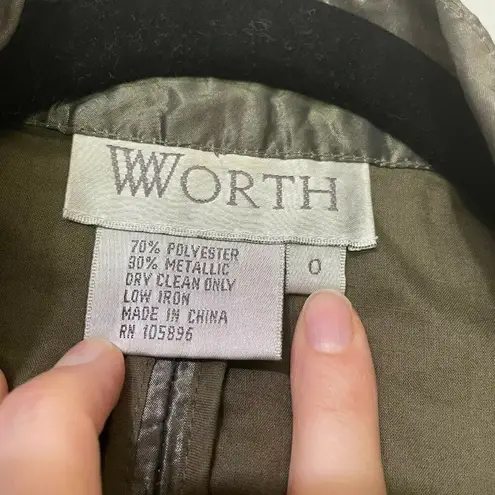 WORTH
70% POLYESTER
30% METALLIC
DRY CLEAN ONLY
LOW IRON
MADE IN CHINA
RN 105896
0